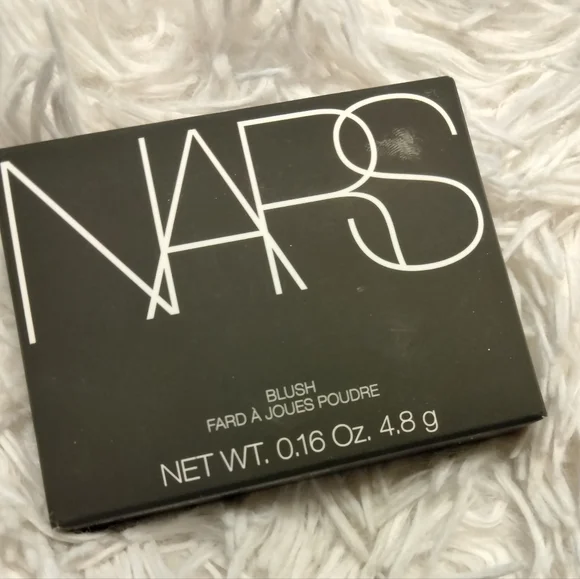 NARS
BLUSH
FARD À JOUES POUDRE
NET WT. 0.16 Oz. 4.8 g